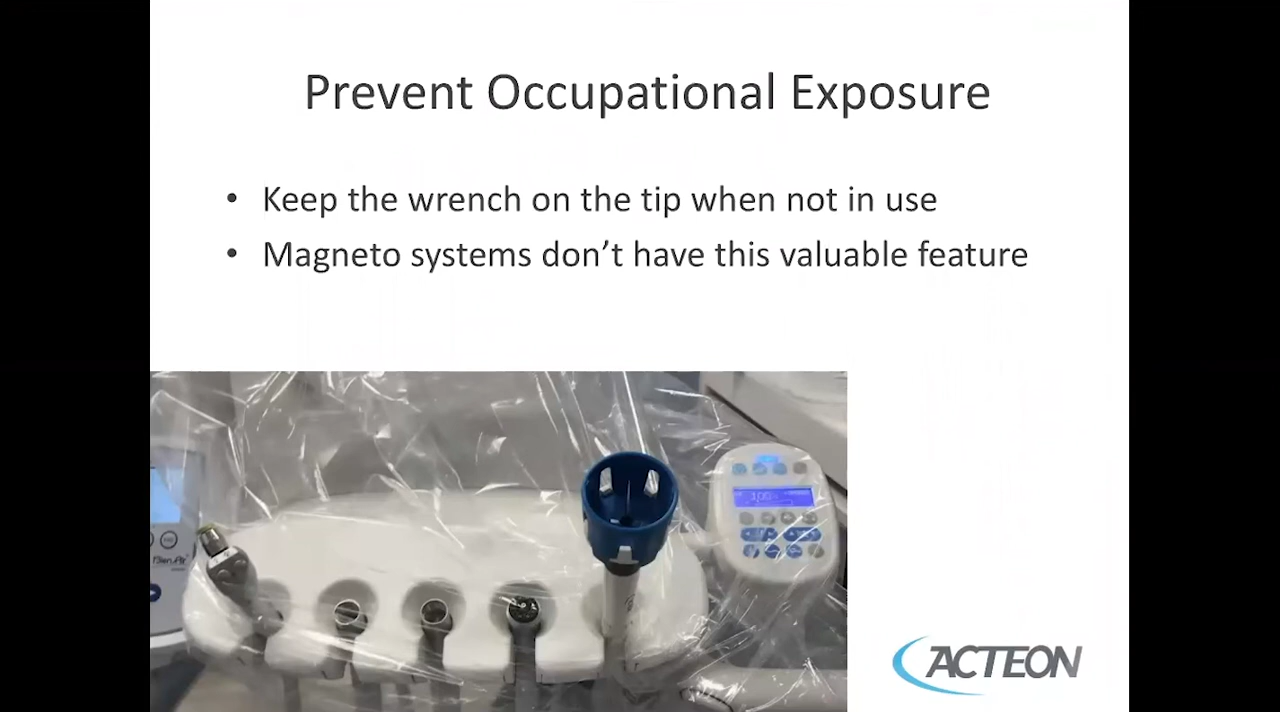 Prevent Occupational Exposure
• Keep the wrench on the tip when not in use
• Magneto systems don’t have this valuable feature
ACTEON